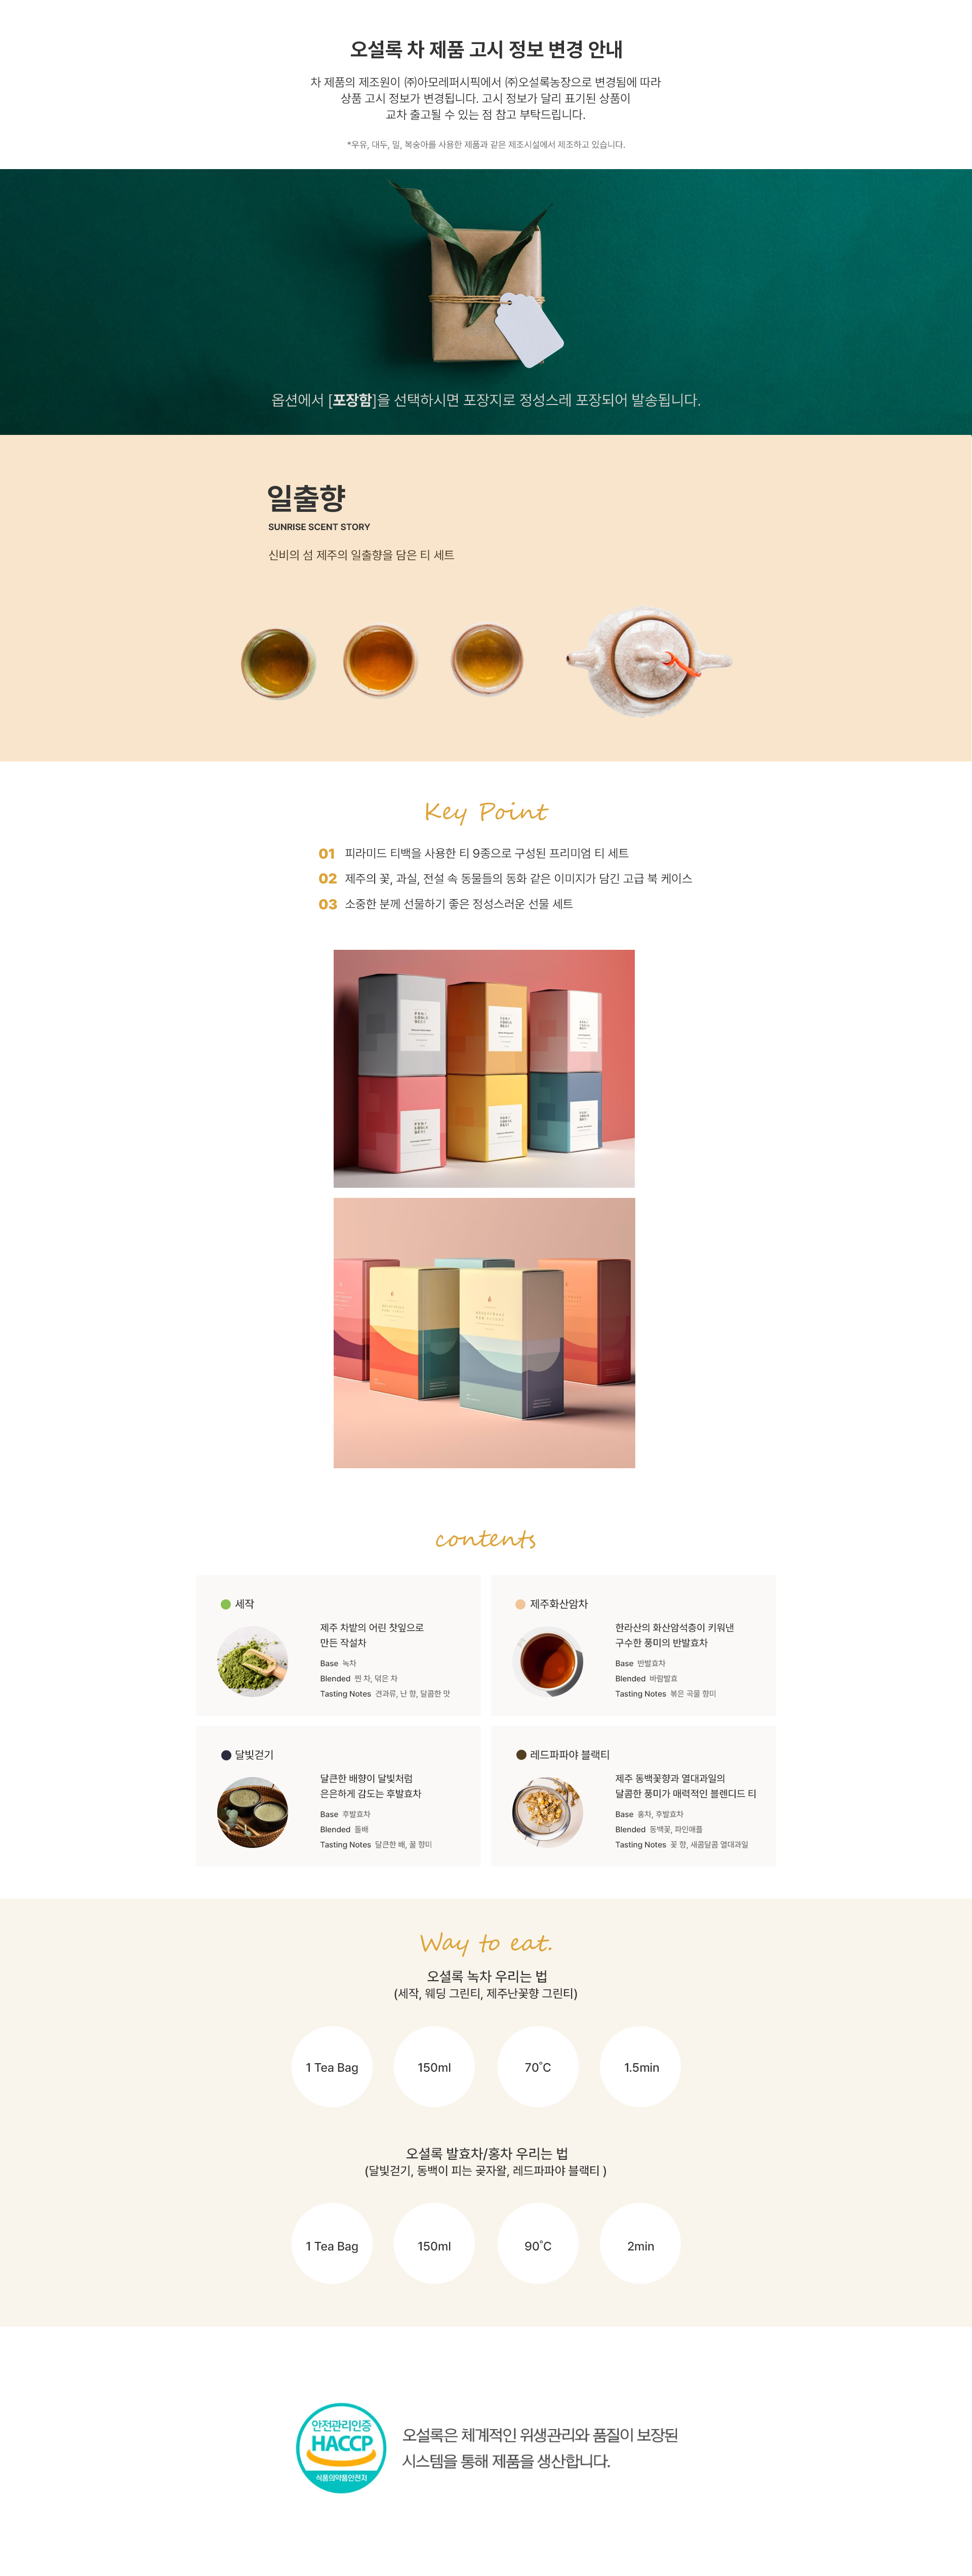 오설록 차 제품 고시 정보 변경 안내
차 제품의 제조원이 ㈜아모레퍼시픽에서 ㈜오설록농장으로 변경됨에 따라
상품 고시 정보가 변경됩니다. 고시 정보가 달리 표기된 상품이
교차 출고될 수 있는 점 참고 부탁드립니다.
*우유, 대두, 밀, 복숭아를 사용한 제품과 같은 제조시설에서 제조하고 있습니다.
옵션에서 [포장함]을 선택하시면 포장지로 정성스레 포장되어 발송됩니다.
일출향
SUNRISE SCENT STORY
신비의 섬 제주의 일출향을 담은 티 세트
Key Point
01 피라미드 티백을 사용한 티 9종으로 구성된 프리미엄 티 세트
02 제주의 꽃, 과실, 전설 속 동물들의 동화 같은 이미지가 담긴 고급 북 케이스
03 소중한 분께 선물하기 좋은 정성스러운 선물 세트
contents
세작
제주 차밭의 어린 찻잎으로
만든 작설차
Base 녹차
Blended 찐 차, 덖은 차
Tasting Notes 견과류, 난 향, 달콤한 맛
제주화산암차
한라산의 화산암석층이 키워낸
구수한 풍미의 반발효차
Base 반발효차
Blended 바람발효
Tasting Notes 볶은 곡물 향미
달빛걷기
달큰한 배향이 달빛처럼
은은하게 감도는 후발효차
Base 후발효차
Blended 돌배
Tasting Notes 달큰한 배, 꿀 향미
레드파파야 블랙티
제주 동백꽃향과 열대과일의
달콤한 풍미가 매력적인 블렌디드 티
Base 홍차, 후발효차
Blended 동백꽃, 파인애플
Tasting Notes 꽃 향, 새콤달콤 열대과일
Way to eat.
오셜록 녹차 우리는 법
(세작, 웨딩 그린티, 제주난꽃향 그린티)
1 Tea Bag
150ml
70˚C
1.5min
오셜록 발효차/홍차 우리는 법
(달빛걷기, 동백이 피는 곶자왈, 레드파파야 블랙티 )
1 Tea Bag
150ml
90˚C
2min
안전관리인증
HACCP
식품의약품안전처
오설록은 체계적인 위생관리와 품질이 보장된
시스템을 통해 제품을 생산합니다.